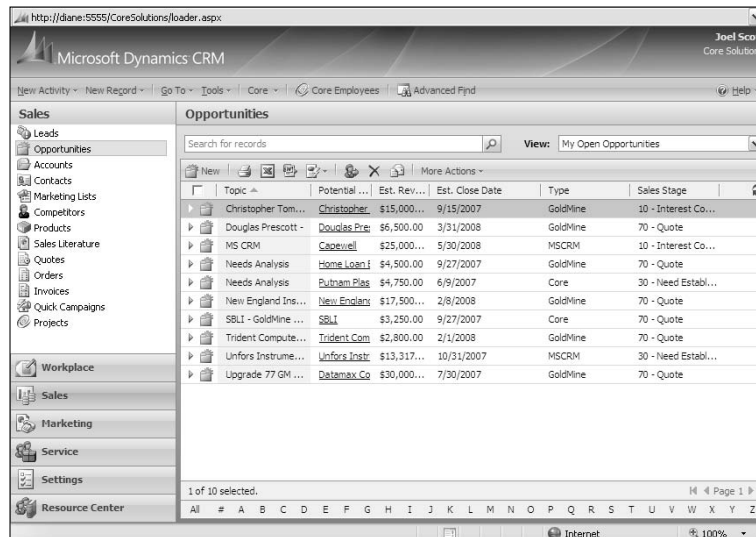 http://diane:5555/CoreSolutions/loader.aspx
Microsoft Dynamics CRM
Joel Sco
Core Solution
New Activity New Record Go To Tools Core Core Employees Advanced Find Help
Sales
Leads
Opportunities
Accounts
Contacts
Marketing Lists
Competitors
Products
Sales Literature
Quotes
Orders
Invoices
Quick Campaigns
Projects
Workplace
Sales
Marketing
Service
Settings
Resource Center
Opportunities
Search for records View: My Open Opportunities
New More Actions
Topic Potential ... Est. Rev... Est. Close Date Type Sales Stage
Christopher Tom... Christopher $15,000... 9/15/2007 GoldMine 10 - Interest Co...
Douglas Prescott - Douglas Pre $6,500.00 3/31/2008 GoldMine 70 - Quote
MS CRM Capewell $25,000... 5/30/2008 MSCRM 10 - Interest Co...
Needs Analysis Home Loan $4,500.00 9/27/2007 GoldMine 70 - Quote
Needs Analysis Putnam Plas $4,750.00 6/9/2007 Core 30 - Need Establ...
New England Ins... New England $17,500... 2/8/2008 GoldMine 70 - Quote
SBLI - GoldMine ... SBLI $3,250.00 9/27/2007 Core 70 - Quote
Trident Compute... Trident Com $2,800.00 2/1/2008 GoldMine 70 - Quote
Unfors Instrume... Unfors Instr $13,317... 10/31/2007 MSCRM 30 - Need Establ...
Upgrade 77 GM ... Datamax Co $30,000... 7/30/2007 GoldMine 70 - Quote
1 of 10 selected. Page 1
All # A B C D E F G H I J K L M N O P Q R S T U V W X Y Z
Internet 100%